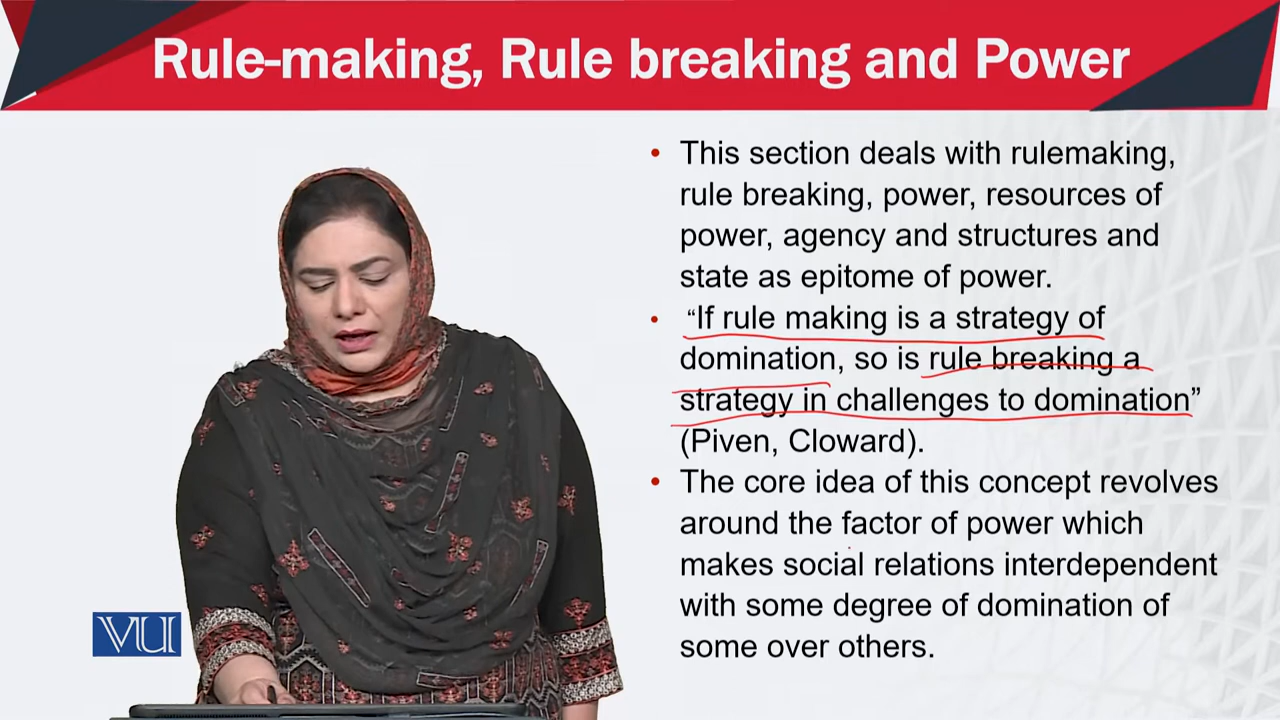 Rule-making, Rule breaking and Power
• This section deals with rulemaking,
rule breaking, power, resources of
power, agency and structures and
state as epitome of power.
• “If rule making is a strategy of
domination, so is rule breaking a
strategy in challenges to domination”
(Piven, Cloward).
• The core idea of this concept revolves
around the factor of power which
makes social relations interdependent
with some degree of domination of
some over others.
VU